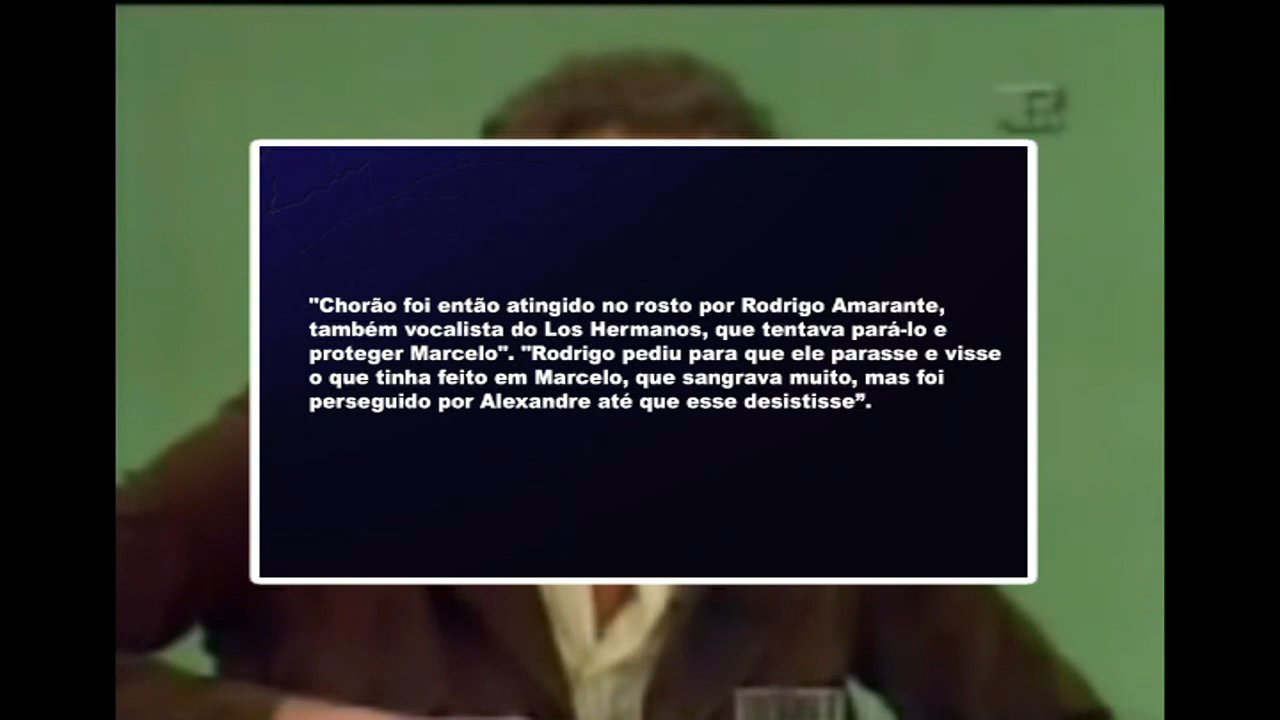 "Chorão foi então atingido no rosto por Rodrigo Amarante,
também vocalista do Los Hermanos, que tentava pará-lo e
proteger Marcelo". "Rodrigo pediu para que ele parasse e visse
o que tinha feito em Marcelo, que sangrava muito, mas foi
perseguido por Alexandre até que esse desistisse”.